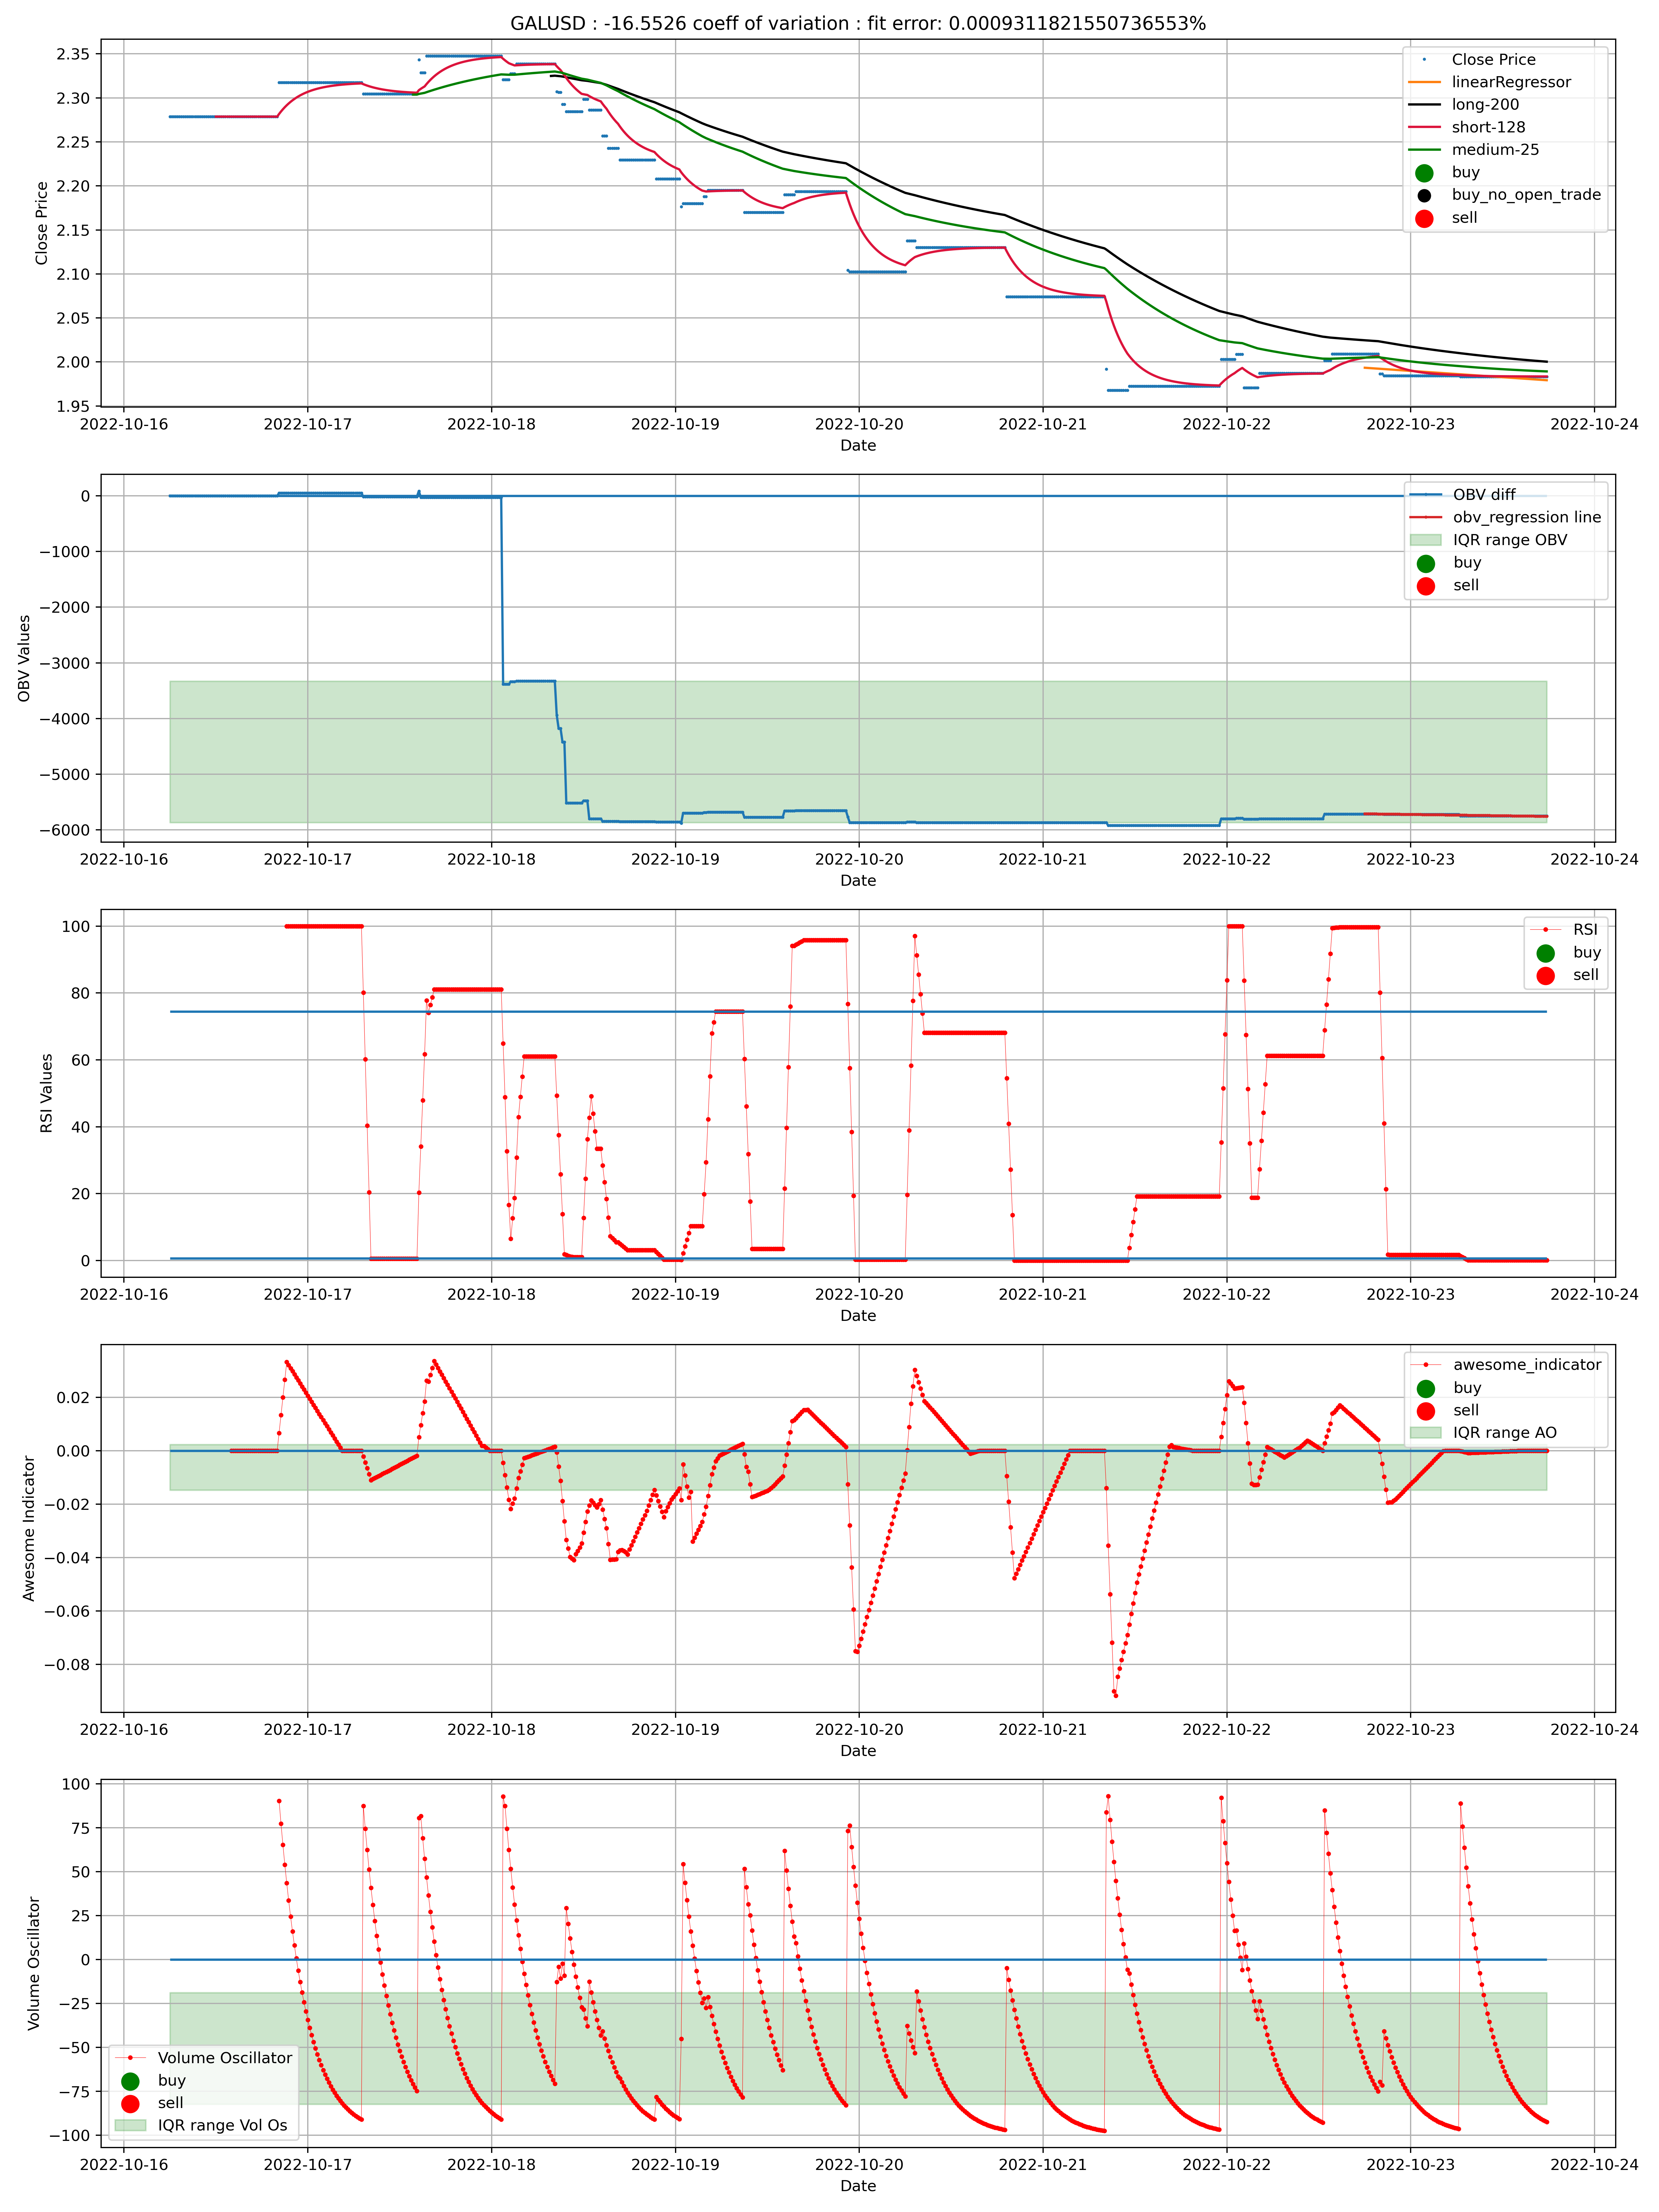 GALUSD : -16.5526 coeff of variation : fit error: 0.0009311821550736553%
Close Price
2.35
2.30
2.25
2.20
2.15
2.10
2.05
2.00
1.95
Close Price
linearRegressor
long-200
short-128
medium-25
buy
buy_no_open_trade
sell
2022-10-16 2022-10-17 2022-10-18 2022-10-19 2022-10-20 2022-10-21 2022-10-22 2022-10-23 2022-10-24
Date
OBV Values
0
−1000
−2000
−3000
−4000
−5000
−6000
OBV diff
obv_regression line
IQR range OBV
buy
sell
2022-10-16 2022-10-17 2022-10-18 2022-10-19 2022-10-20 2022-10-21 2022-10-22 2022-10-23 2022-10-24
Date
RSI Values
100
80
60
40
20
0
RSI
buy
sell
2022-10-16 2022-10-17 2022-10-18 2022-10-19 2022-10-20 2022-10-21 2022-10-22 2022-10-23 2022-10-24
Date
Awesome Indicator
0.02
0.00
−0.02
−0.04
−0.06
−0.08
awesome_indicator
buy
sell
IQR range AO
2022-10-16 2022-10-17 2022-10-18 2022-10-19 2022-10-20 2022-10-21 2022-10-22 2022-10-23 2022-10-24
Date
Volume Oscillator
100
75
50
25
0
−25
−50
−75
−100
Volume Oscillator
buy
sell
IQR range Vol Os
2022-10-16 2022-10-17 2022-10-18 2022-10-19 2022-10-20 2022-10-21 2022-10-22 2022-10-23 2022-10-24
Date